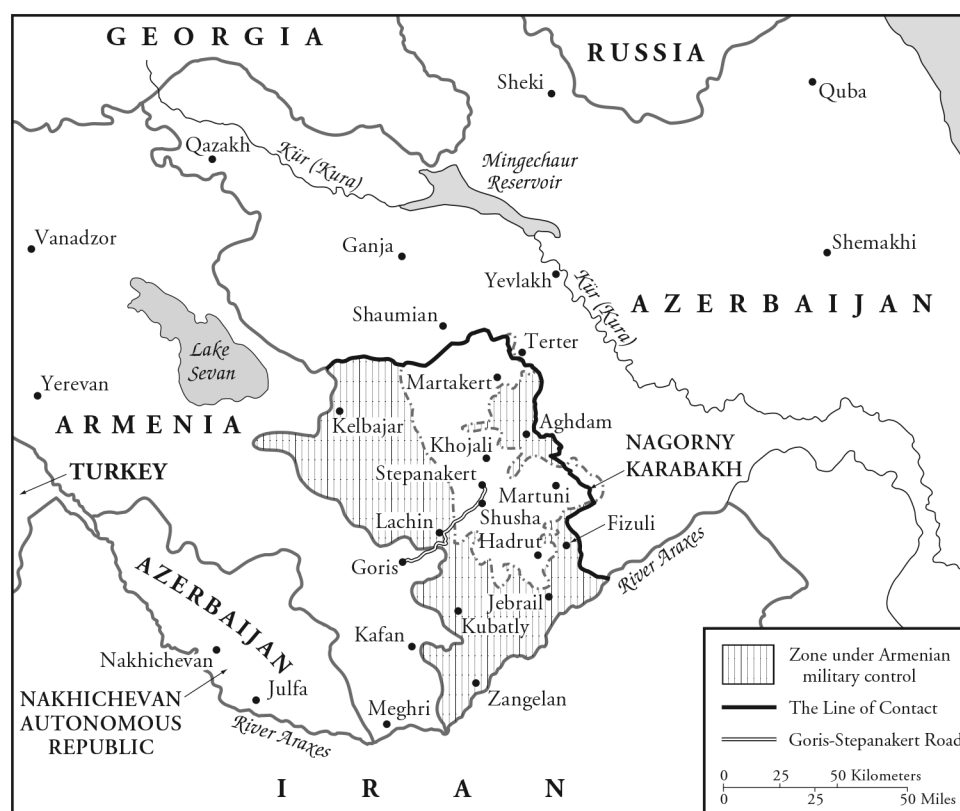 GEORGIA
RUSSIA
Sheki
Quba
Qazakh
Kür (Kura)
Mingechaur
Reservoir
Vanadzor
Ganja
Shemakhi
Yevlakh
Kür (Kura)
AZERBAIJAN
Shaumian
Terter
Lake
Sevan
Martakert
Yerevan
Kelbajar
Aghdam
ARMENIA
Khojali
NAGORNY
KARABAKH
Stepanakert
TURKEY
Martuni
Shusha
Lachin
Fizuli
Hadrut
Goris
River Araxes
AZERBAIJAN
Jebrail
Kubatly
Kafan
Nakhichevan
Julfa
Zangelan
NAKHICHEVAN
AUTONOMOUS
REPUBLIC
Meghri
River Araxes
IRAN
Zone under Armenian
military control
The Line of Contact
Goris-Stepanakert Road
0 25 50 Kilometers
0 25 50 Miles